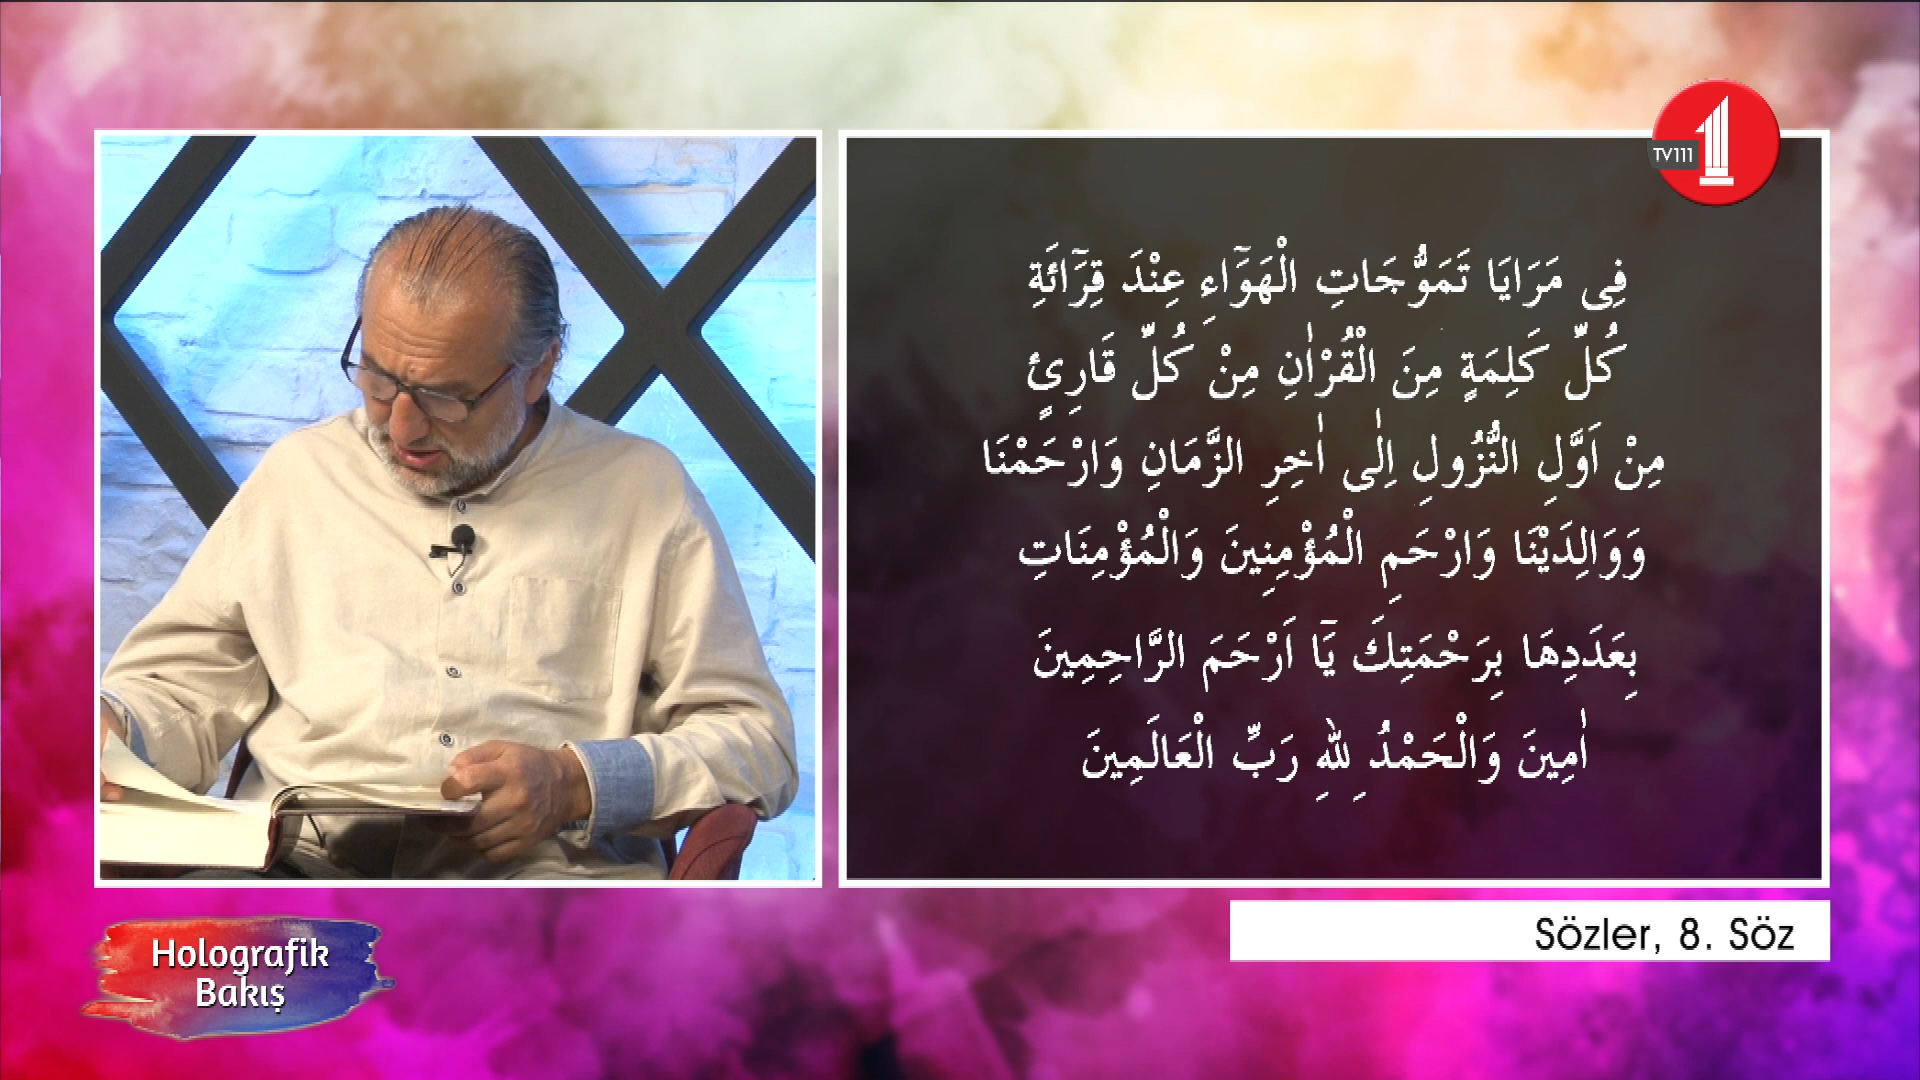 TV111
1
فِى مَرَايَا تَمَوُّجَاتِ الْهَوَٓاءِ عِنْدَ قِرَٓائَةِ
كُلِّ كَلِمَةٍ مِنَ الْقُرْاٰنِ مِنْ كُلِّ قَارِئٍ
مِنْ اَوَّلِ النُّزُولِ اِلٰى اٰخِرِ الزَّمَانِ وَارْحَمْنَا
وَوَالِدَيْنَا وَارْحَمِ الْمُؤْمِنِينَ وَالْمُؤْمِنَاتِ
بِعَدَدِهَا بِرَحْمَتِكَ يَٓا اَرْحَمَ الرَّاحِمِينَ
اٰمِينَ وَالْحَمْدُ لِلّٰهِ رَبِّ الْعَالَمِينَ
Sözler, 8. Söz
Holografik
Bakış